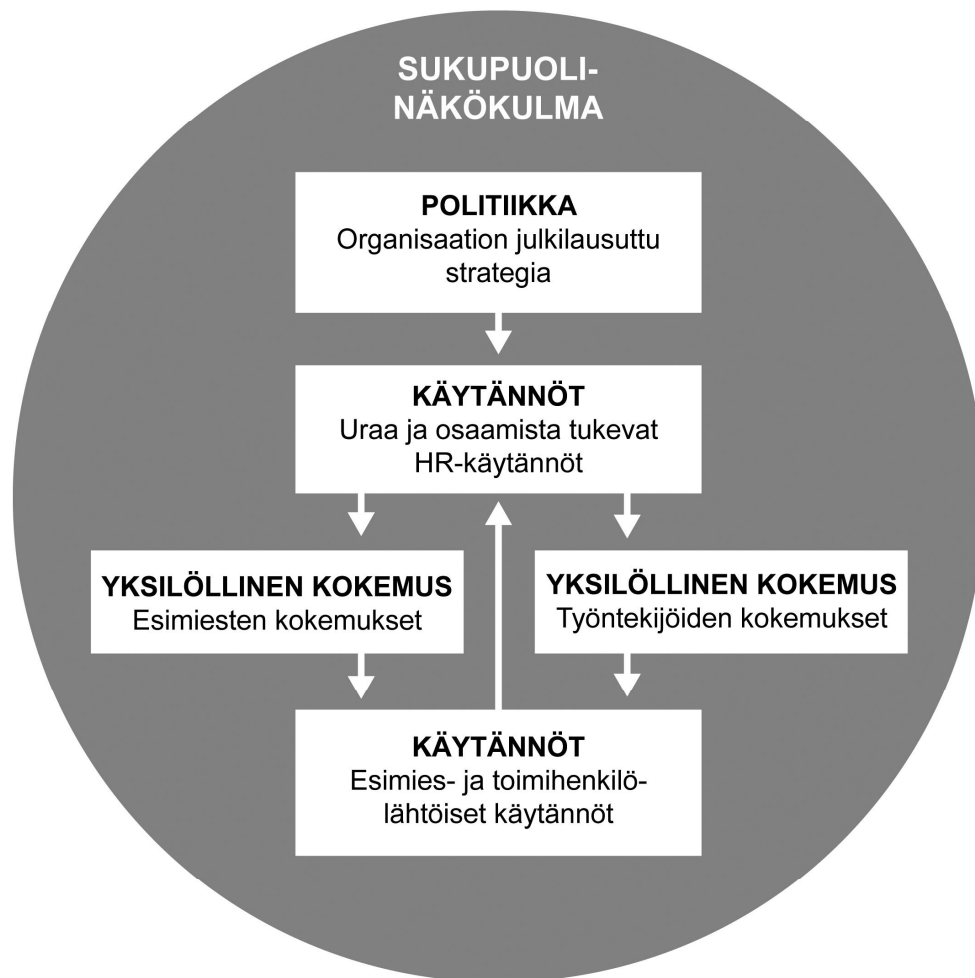 SUKUPUOLI-
NÄKÖKULMA
POLITIIKKA
Organisaation julkilausuttu
strategia
KÄYTÄNNÖT
Uraa ja osaamista tukevat
HR-käytännöt
YKSILÖLLINEN KOKEMUS
Esimiesten kokemukset
YKSILÖLLINEN KOKEMUS
Työntekijöiden kokemukset
KÄYTÄNNÖT
Esimies- ja toimihenkilö-
lähtöiset käytännöt